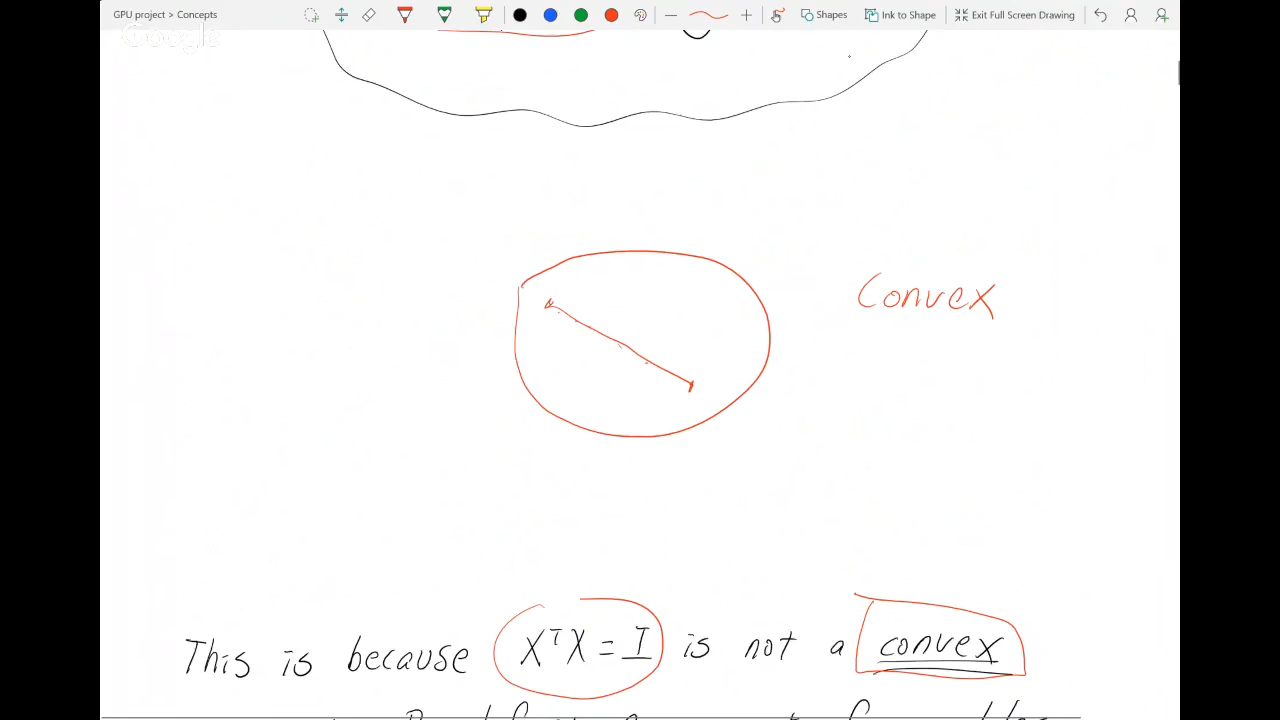 GPU project > Concepts
Shapes
Ink to Shape
Exit Full Screen Drawing
Google
Convex
This is because XᵀX = I is not a convex